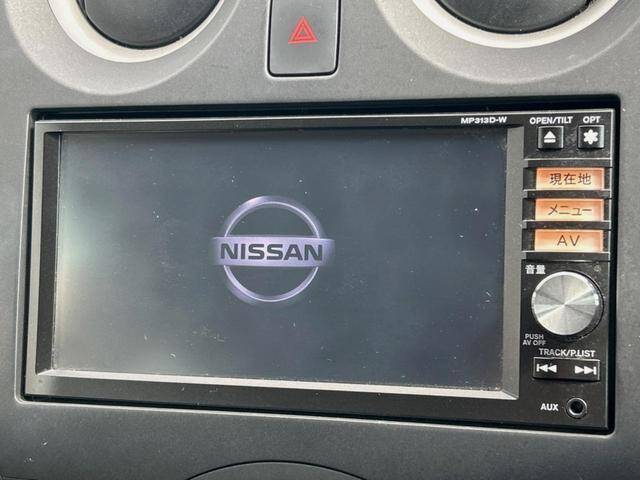 MP313D-W
OPEN/TILT OPT
現在地
メニュー
AV
NISSAN
音量
PUSH
AV OFF
TRACK/P.LIST
AUX